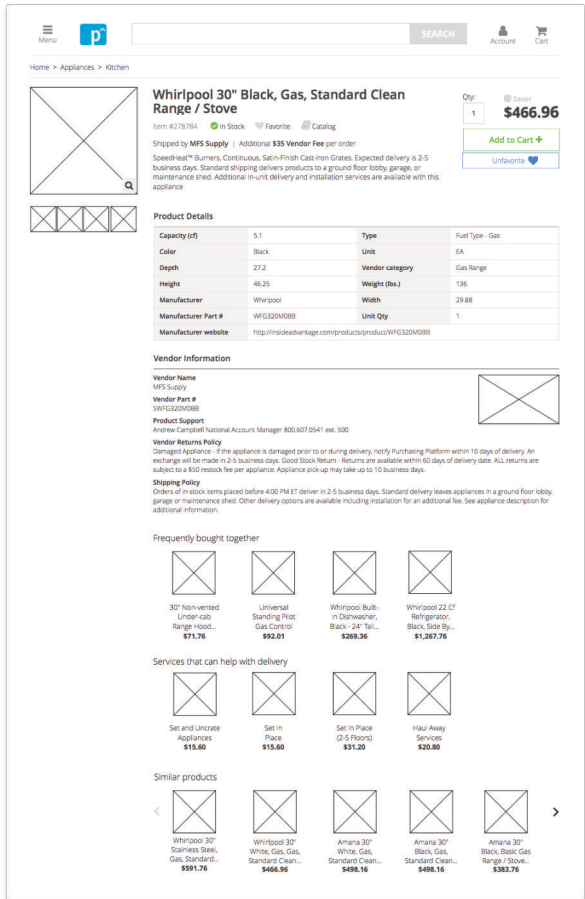 Menu
p^
SEARCH
Account
Cart
Home > Appliances > Kitchen
Whirlpool 30" Black, Gas, Standard Clean
Range / Stove
Item #278784 In Stock Favorite Catalog
Shipped by MFS Supply | Additional $35 Vendor Fee per order
SpeedHeat™ Burners, Continuous, Satin-Finish Cast-Iron Grates. Expected delivery is 2-5
business days. Standard shipping delivers products to a ground floor lobby, garage, or
maintenance shed. Additional in-unit delivery and installation services are available with this
appliance
Qty:
1
Saver
$466.96
Add to Cart +
Unfavorite
Product Details
Capacity (cf) 5.1 Type Fuel Type - Gas
Color Black Unit EA
Depth 27.2 Vendor category Gas Range
Height 46.25 Weight (lbs.) 136
Manufacturer Whirlpool Width 29.88
Manufacturer Part # WFG320M0BB Unit Qty 1
Manufacturer website http://insideadvantage.com/products/product/WFG320M0BB
Vendor Information
Vendor Name
MFS Supply
Vendor Part #
SWFG320M0BB
Product Support
Andrew Campbell National Account Manager 800.607.0541 ext. 500
Vendor Returns Policy
Damaged Appliance - If the appliance is damaged prior to or during delivery, notify Purchasing Platform within 10 days of delivery. An
exchange will be made in 2-5 business days. Good Stock Return - Returns are available within 60 days of delivery date. ALL returns are
subject to a $50 restock fee per appliance. Appliance pick-up may take up to 10 business days.
Shipping Policy
Orders of in-stock items placed before 4:00 PM ET deliver in 2-5 business days. Standard delivery leaves appliances in a ground floor lobby,
garage or maintenance shed. Other delivery options are available including installation for an additional fee. See appliance description for
additional information.
Frequently bought together
30" Non-vented
Under-cab
Range Hood...
$71.76
Universal
Standing Pilot
Gas Control
$92.01
Whirlpool Built-
in Dishwasher,
Black - 24" Tall...
$269.36
Whirlpool 22 Cf
Refrigerator,
Black, Side By...
$1,267.76
Services that can help with delivery
Set and Uncrate
Appliances
$15.60
Set in
Place
$15.60
Set in Place
(2-5 Floors)
$31.20
Haul Away
Services
$20.80
Similar products
Whirlpool 30"
Stainless Steel,
Gas, Standard...
$591.76
Whirlpool 30"
White, Gas, Gas,
Standard Clean...
$466.96
Amana 30"
White, Gas,
Standard Clean...
$498.16
Amana 30"
Black, Gas,
Standard Clean...
$498.16
Amana 30"
Black, Basic Gas
Range / Stove...
$383.76